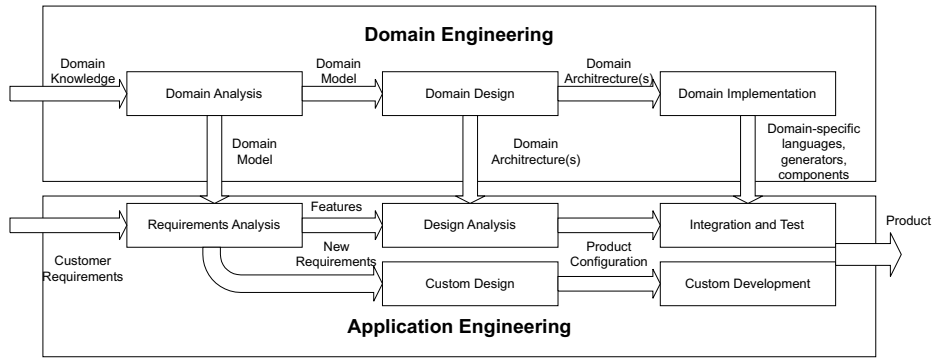 Domain Engineering
Domain
Knowledge
Domain Analysis
Domain
Model
Domain Design
Domain
Archritecture(s)
Domain Implementation
Domain
Model
Domain
Archritecture(s)
Domain-specific
languages,
generators,
components
Requirements Analysis
Features
Design Analysis
Integration and Test
Product
Customer
Requirements
New
Requirements
Custom Design
Product
Configuration
Custom Development
Application Engineering